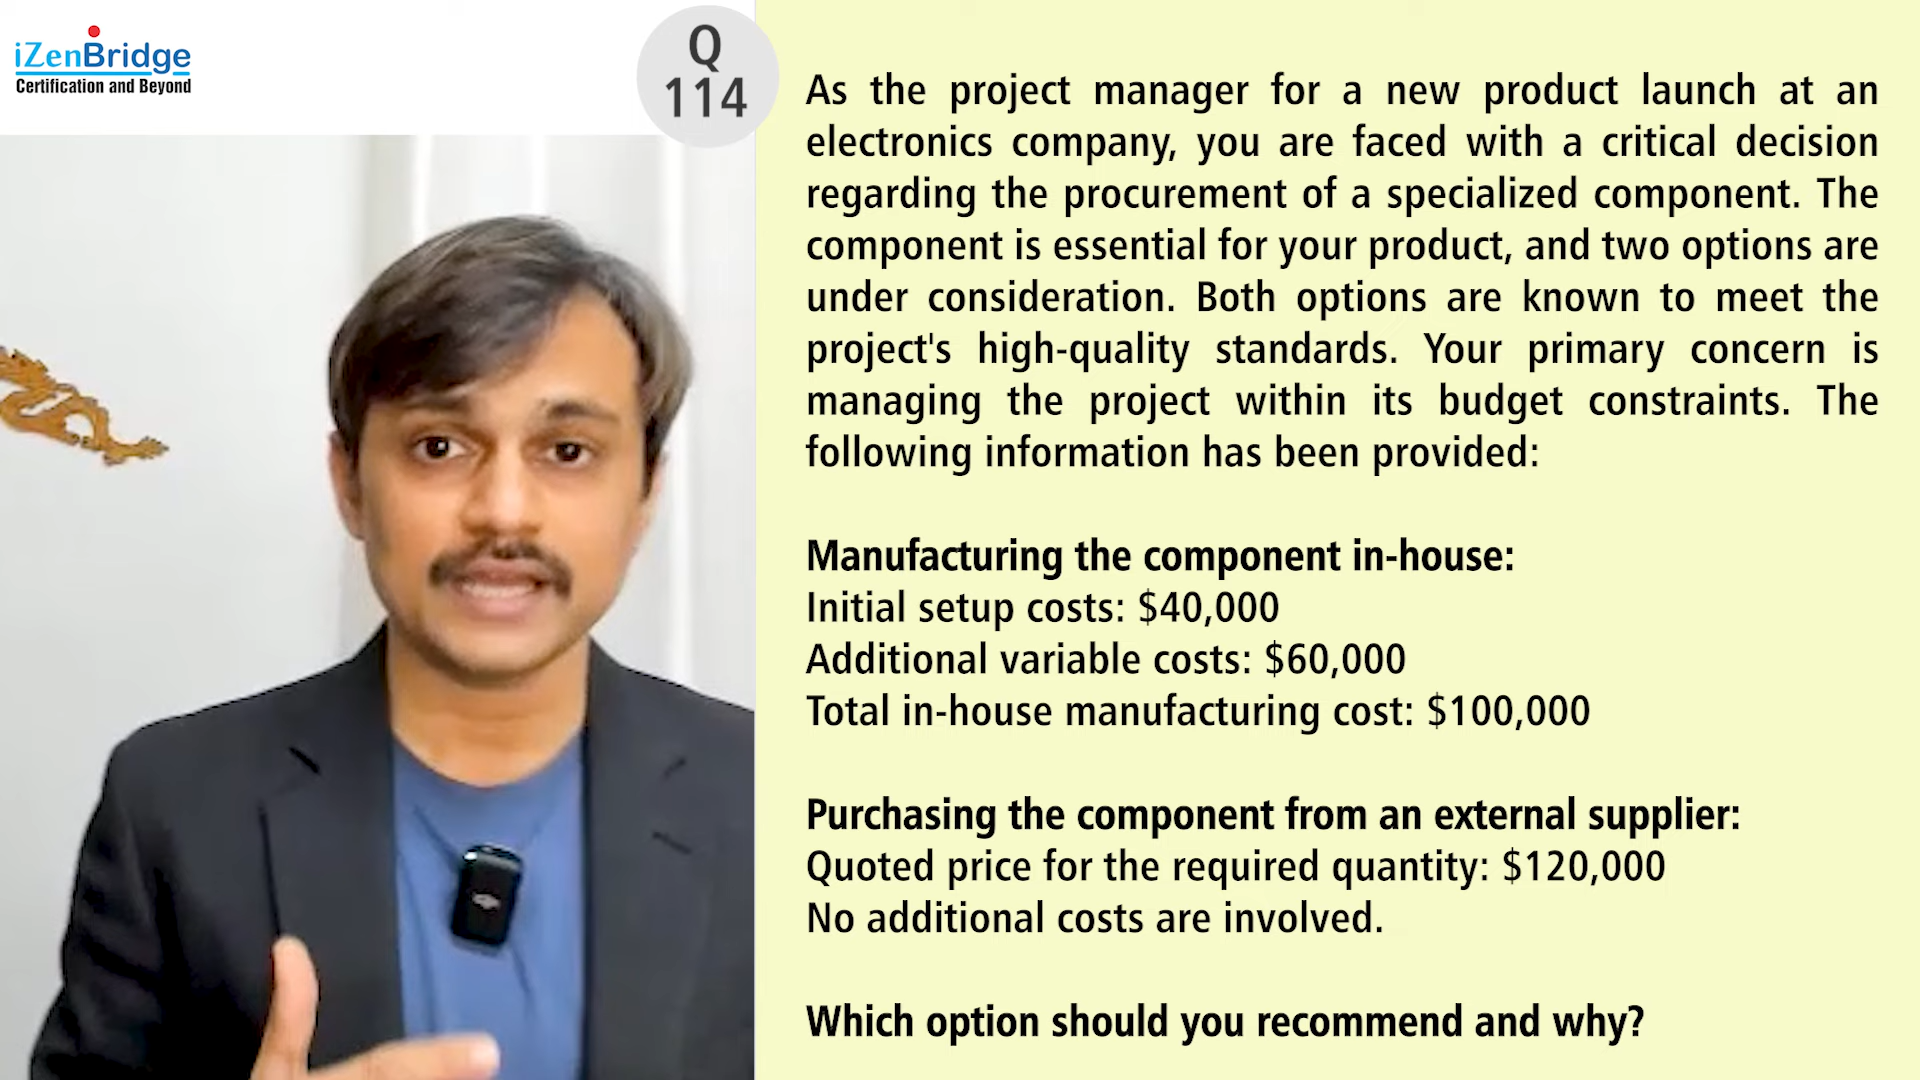 iZenBridge
Certification and Beyond
Q
114
As the project manager for a new product launch at an
electronics company, you are faced with a critical decision
regarding the procurement of a specialized component. The
component is essential for your product, and two options are
under consideration. Both options are known to meet the
project's high-quality standards. Your primary concern is
managing the project within its budget constraints. The
following information has been provided:
Manufacturing the component in-house:
Initial setup costs: $40,000
Additional variable costs: $60,000
Total in-house manufacturing cost: $100,000
Purchasing the component from an external supplier:
Quoted price for the required quantity: $120,000
No additional costs are involved.
Which option should you recommend and why?